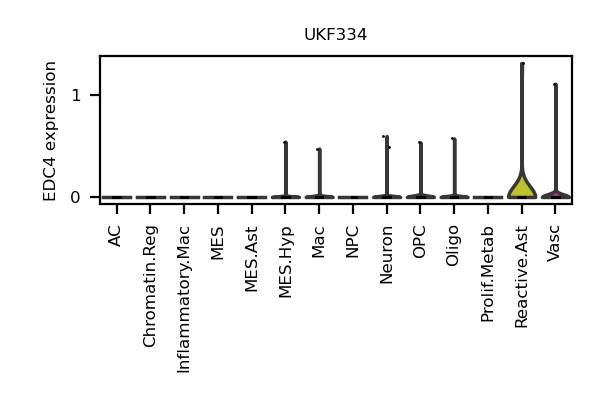 UKF334
EDC4 expression
1
0
AC
Chromatin.Reg
Inflammatory.Mac
MES
MES.Ast
MES.Hyp
Mac
NPC
Neuron
OPC
Oligo
Prolif.Metab
Reactive.Ast
Vasc